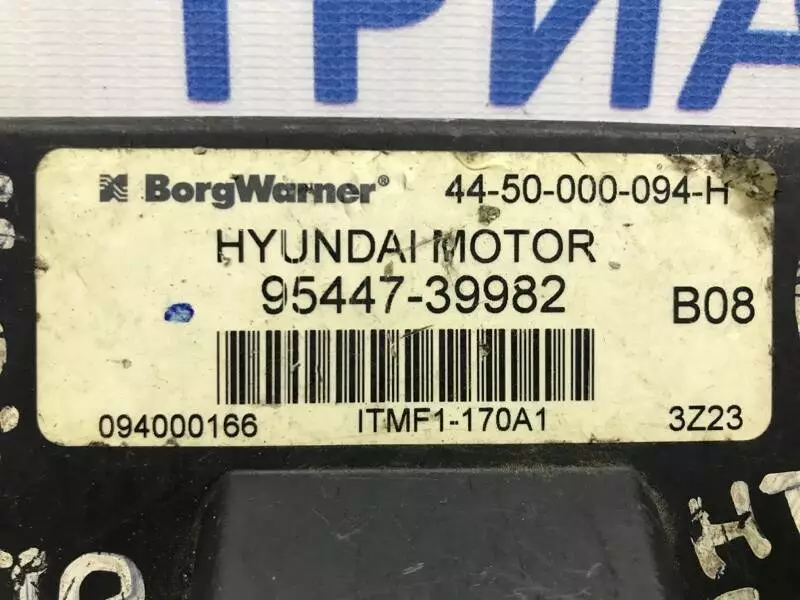 ТРИА
BorgWarner® 44-50-000-094-H
HYUNDAI MOTOR
95447-39982
B08
094000166 ITMF1-170A1 3Z23